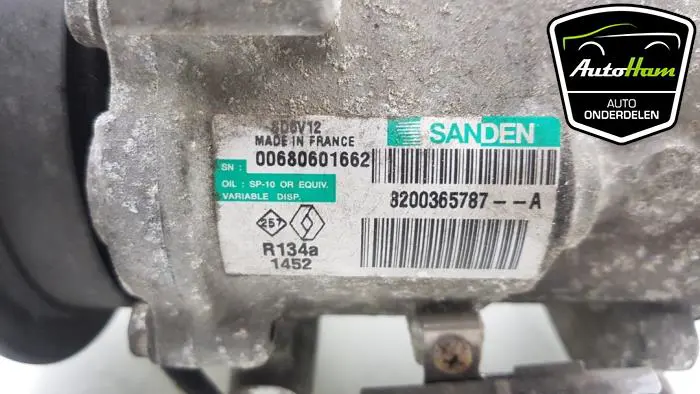 AutoHam
AUTO
ONDERDELEN
SD6V12
MADE IN FRANCE
SANDEN
SN :
00680601662
OIL : SP-10 OR EQUIV.
VARIABLE DISP.
8200365787--A
257
R134a
1452